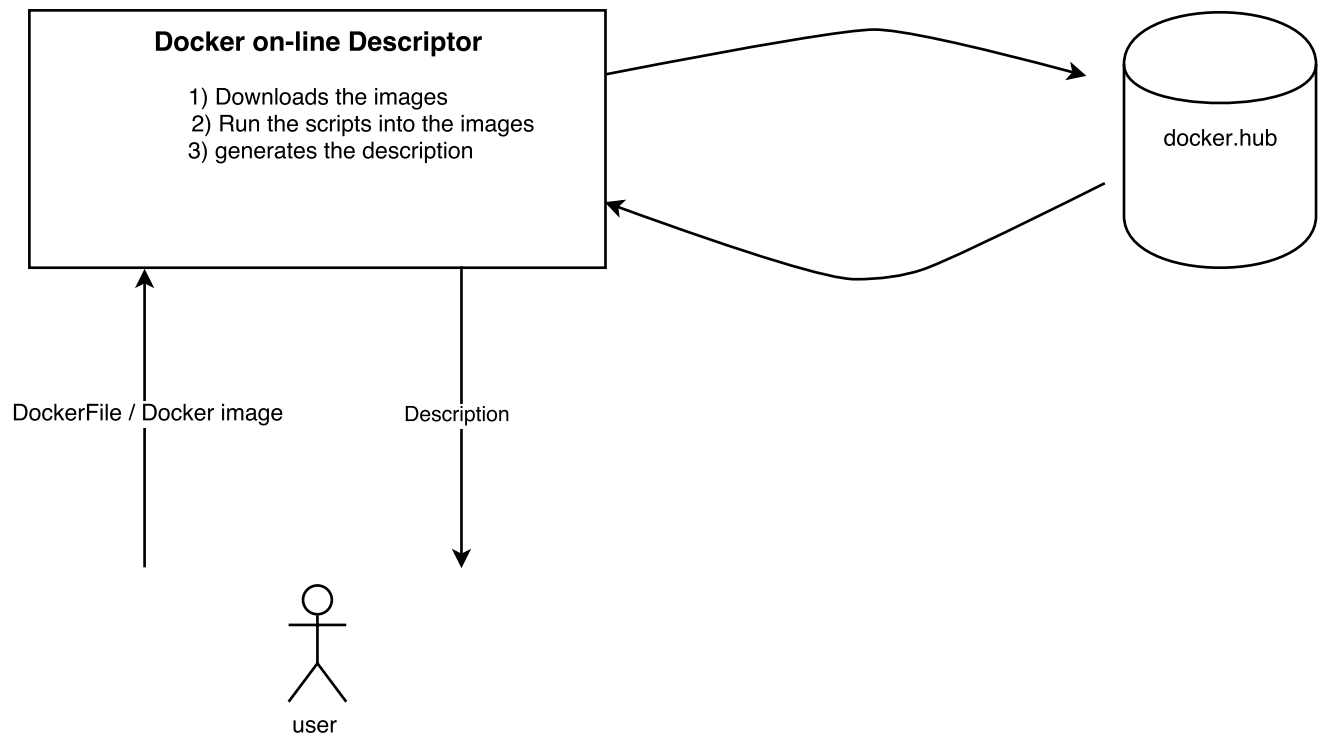 Docker on-line Descriptor
1) Downloads the images
2) Run the scripts into the images
3) generates the description
docker.hub
DockerFile / Docker image
Description
user